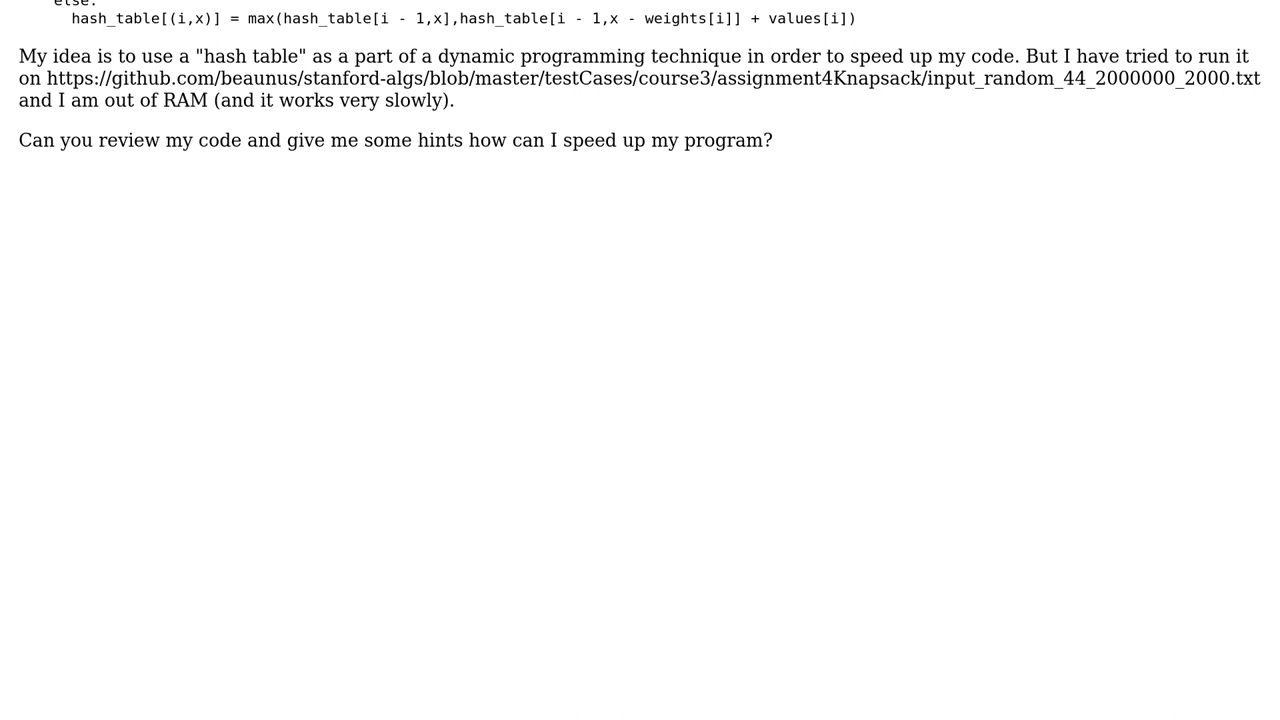 else:
hash_table[(i,x)] = max(hash_table[i - 1,x],hash_table[i - 1,x - weights[i]] + values[i])
My idea is to use a "hash table" as a part of a dynamic programming technique in order to speed up my code. But I have tried to run it
on https://github.com/beaunus/stanford-algs/blob/master/testCases/course3/assignment4Knapsack/input_random_44_2000000_2000.txt
and I am out of RAM (and it works very slowly).
Can you review my code and give me some hints how can I speed up my program?